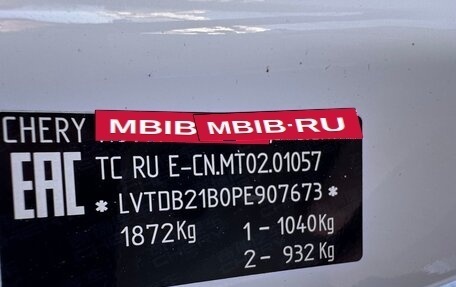 CHERY MBIB MBIB·RU
EAC TC RU E-CN.MT02.01057
* LVTDB21B0PE907673 *
1872Kg 1 - 1040Kg
2 - 932Kg